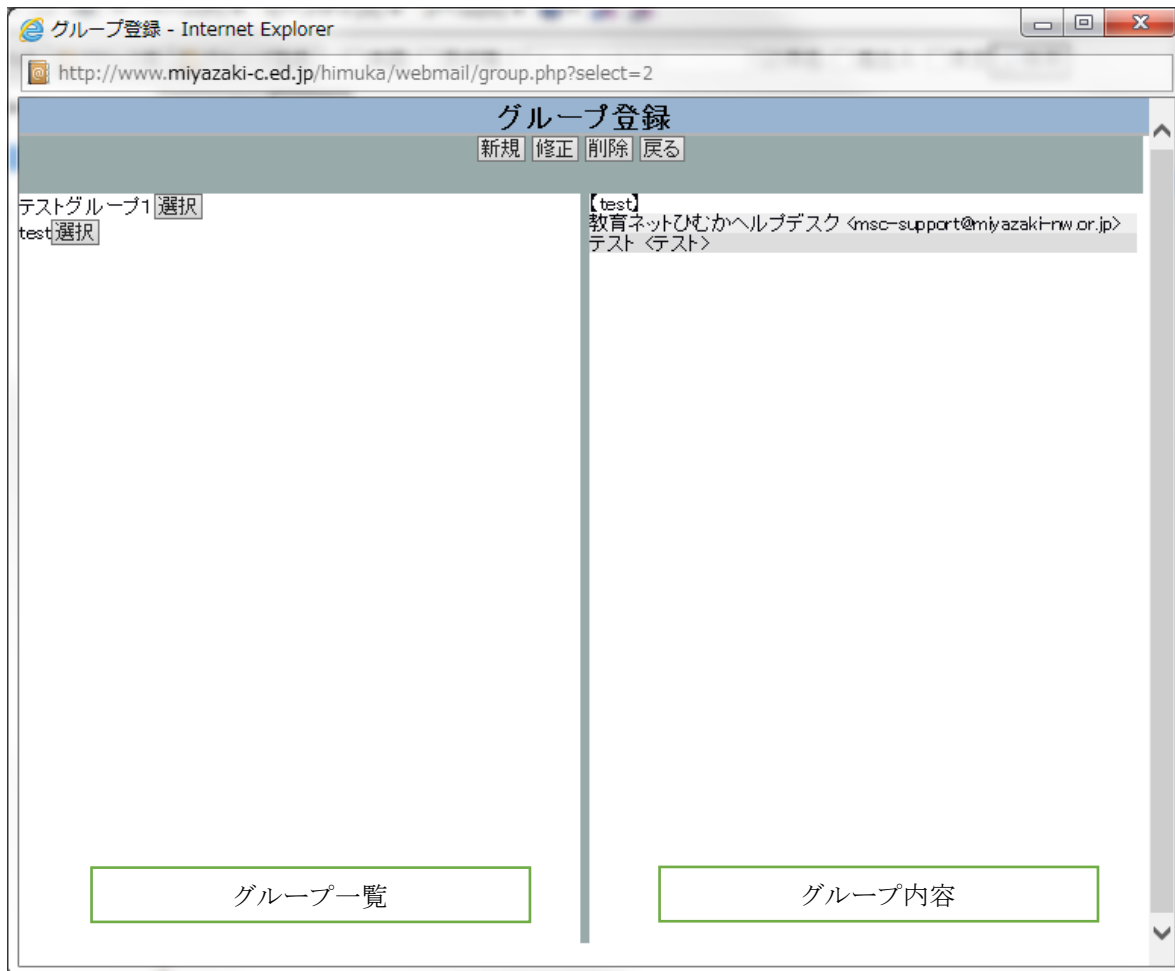 グループ登録 - Internet Explorer
http://www.miyazaki-c.ed.jp/himuka/webmail/group.php?select=2
グループ登録
新規 修正 削除 戻る
テストグループ1 選択
test 選択
【test】
教育ネットひむかヘルプデスク <msc-support@miyazaki-nw.or.jp>
テスト <テスト>
グループ一覧
グループ内容